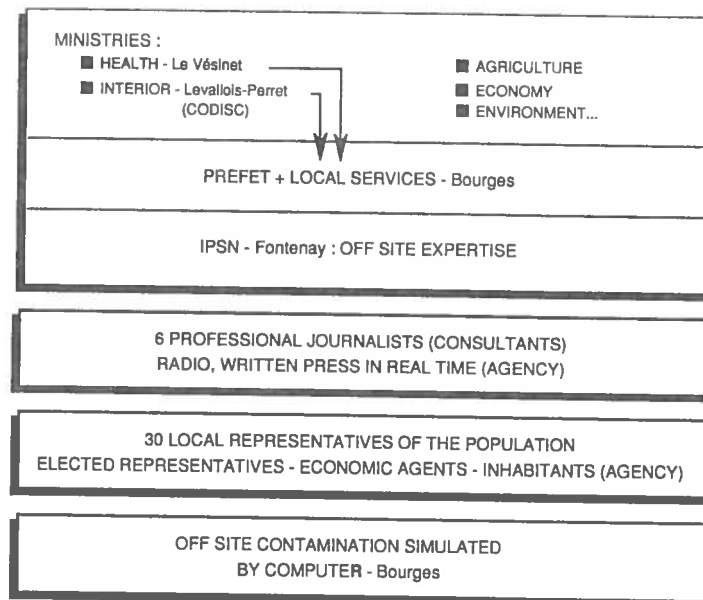 MINISTRIES :
■ HEALTH - Le Vésinet
■ INTERIOR - Levallois-Perret
(CODISC)
■ AGRICULTURE
■ ECONOMY
■ ENVIRONMENT...
PREFET + LOCAL SERVICES - Bourges
IPSN - Fontenay : OFF SITE EXPERTISE
6 PROFESSIONAL JOURNALISTS (CONSULTANTS)
RADIO, WRITTEN PRESS IN REAL TIME (AGENCY)
30 LOCAL REPRESENTATIVES OF THE POPULATION
ELECTED REPRESENTATIVES - ECONOMIC AGENTS - INHABITANTS (AGENCY)
OFF SITE CONTAMINATION SIMULATED
BY COMPUTER - Bourges